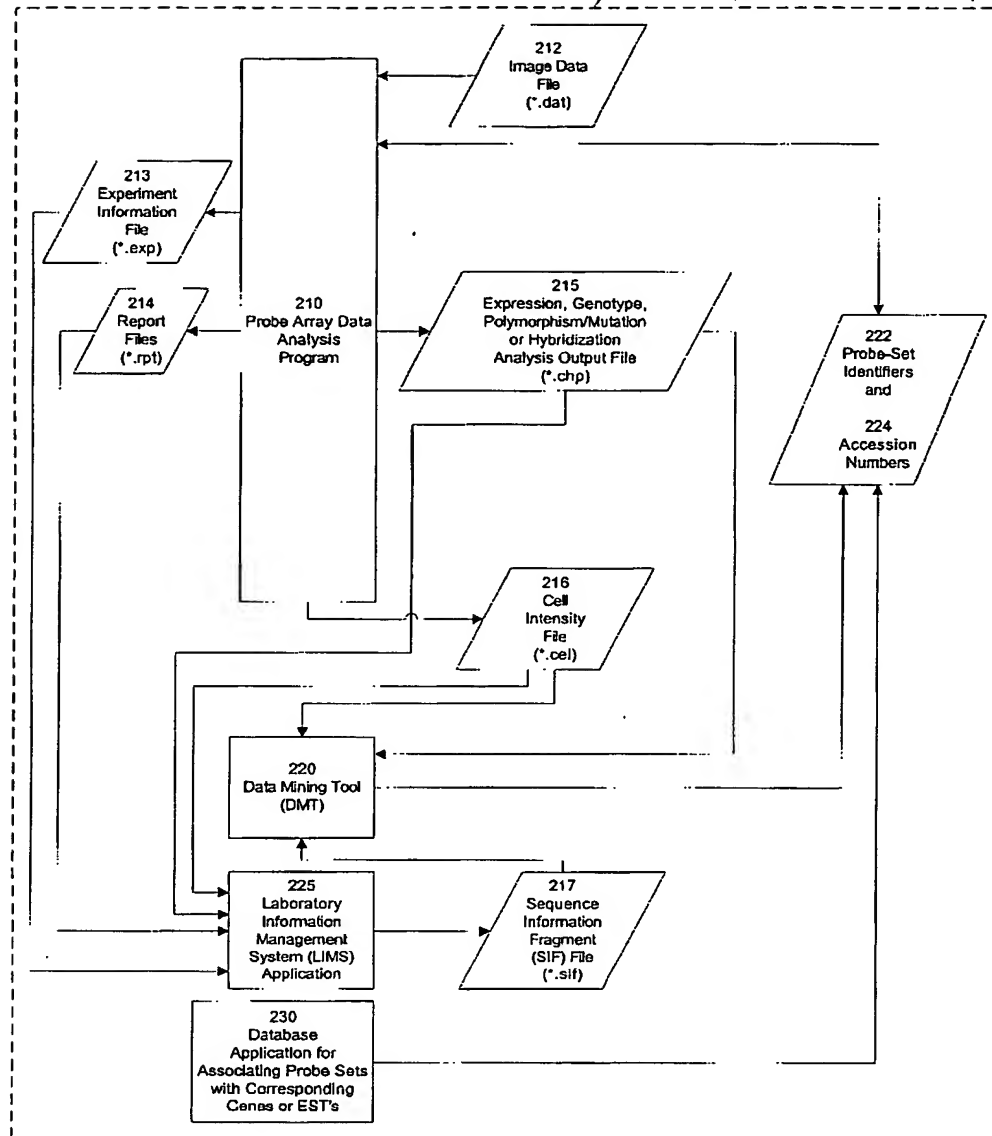 212
Image Data
File
(*.dat)
213
Experiment
Information
File
(*.exp)
214
Report
Files
(*.rpt)
210
Probe Array Data
Analysis
Program
215
Expression, Genotype,
Polymorphism/Mutation
or Hybridization
Analysis Output File
(*.chp)
222
Probe-Set
Identifiers
and
224
Accession
Numbers
216
Cell
Intensity
File
(*.cel)
220
Data Mining Tool
(DMT)
225
Laboratory
Information
Management
System (LIMS)
Application
217
Sequence
Information
Fragment
(SIF) File
(*.sif)
230
Database
Application for
Associating Probe Sets
with Corresponding
Genes or EST's